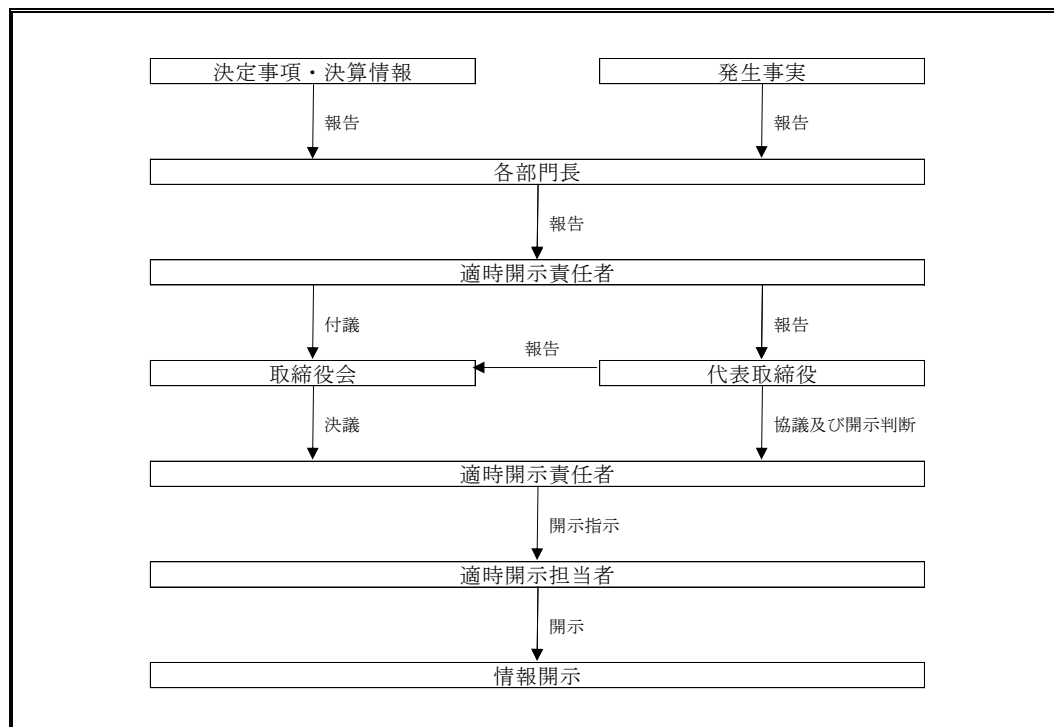 決定事項・決算情報
発生事実
報告
報告
各部門長
報告
適時開示責任者
付議
報告
報告
取締役会
代表取締役
決議
協議及び開示判断
適時開示責任者
開示指示
適時開示担当者
開示
情報開示